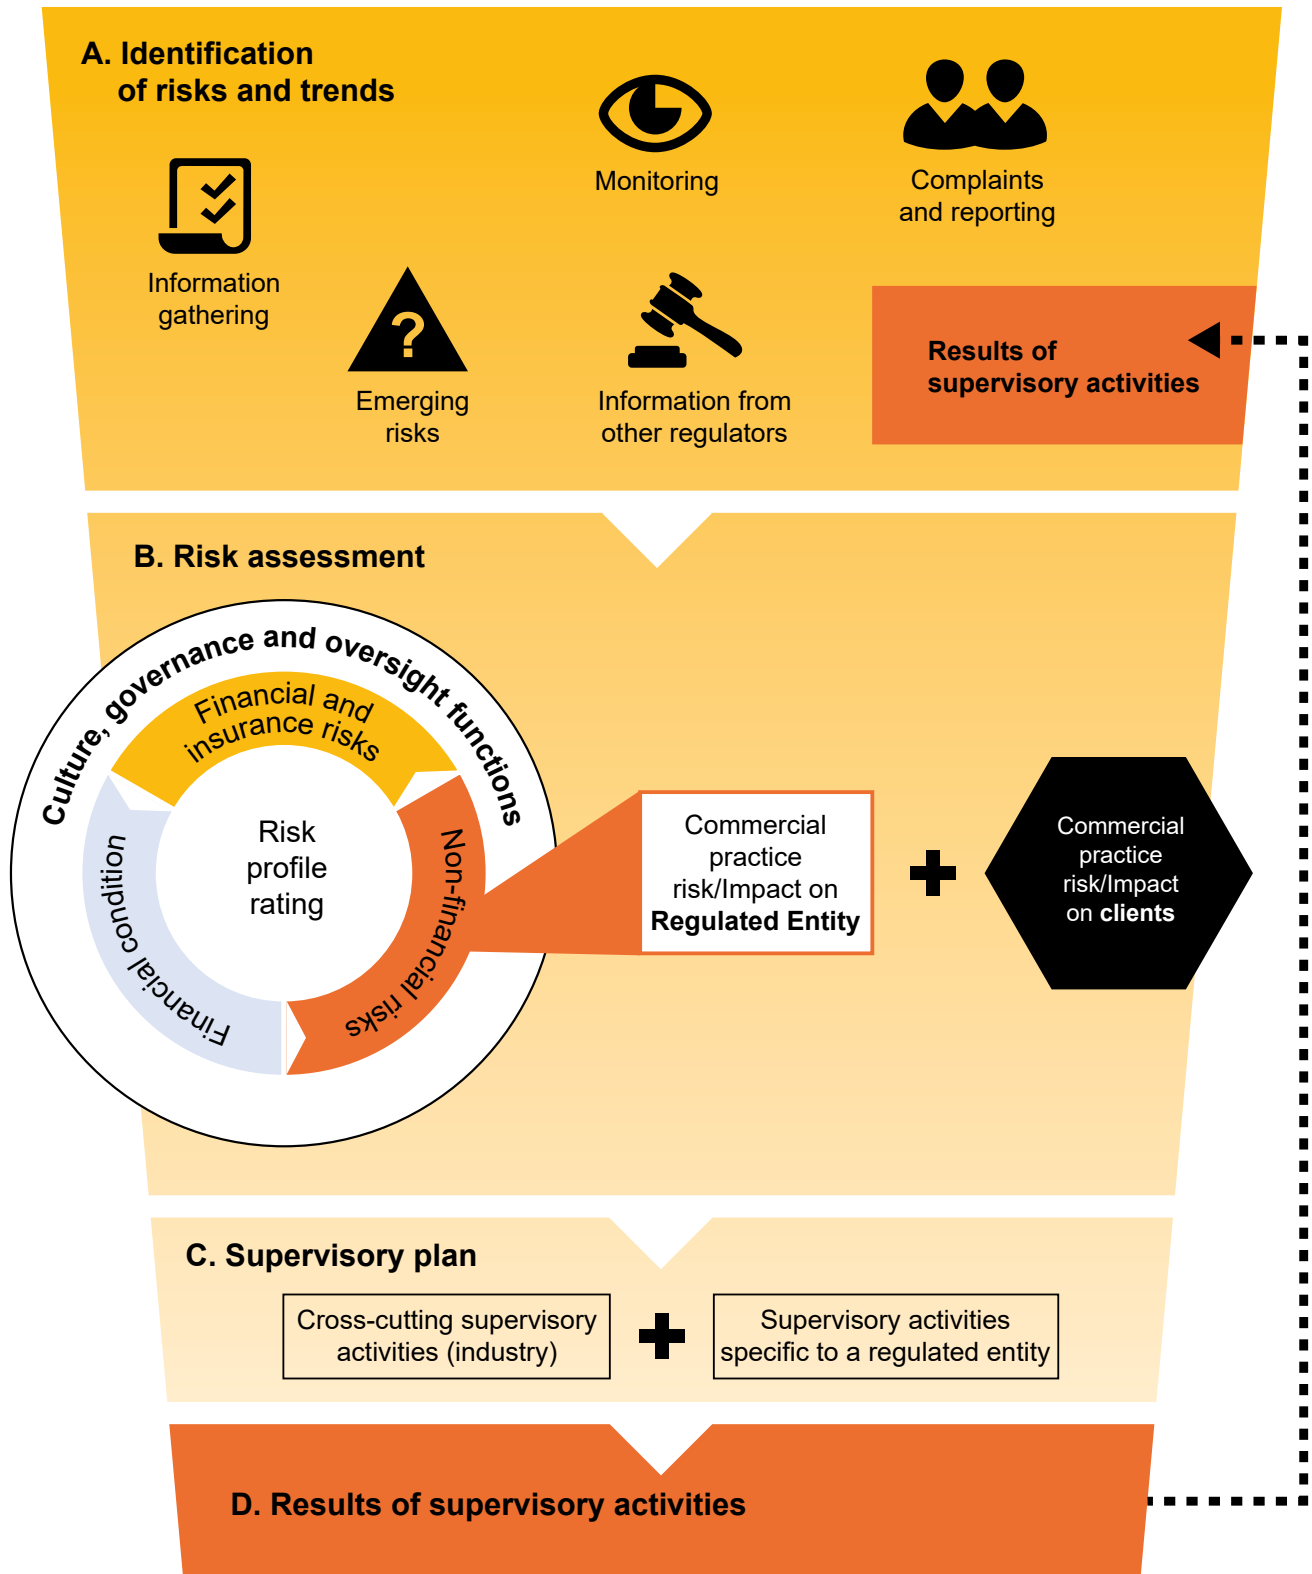 A. Identification
of risks and trends
Monitoring
Complaints
and reporting
Information
gathering
?
Emerging
risks
Information from
other regulators
Results of
supervisory activities
B. Risk assessment
Culture, governance and oversight functions
Financial and
insurance risks
Non-financial risks
Financial condition
Risk
profile
rating
Commercial
practice
risk/Impact on
Regulated Entity
Commercial
practice
risk/Impact
on clients
C. Supervisory plan
Cross-cutting supervisory
activities (industry)
Supervisory activities
specific to a regulated entity
D. Results of supervisory activities